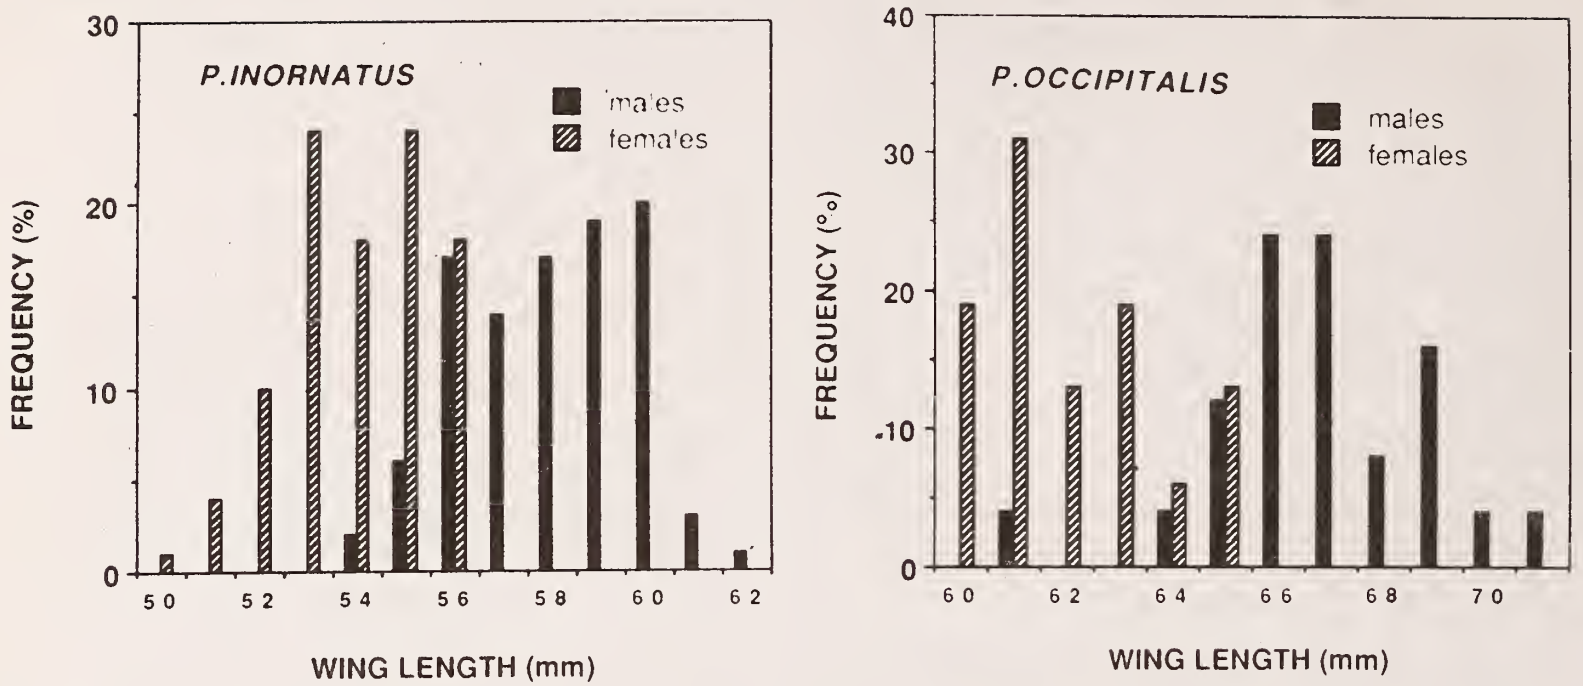 30
20
10
0
FREQUENCY (%)
P.INORNATUS
males
females
50 52 54 56 58 60 62
WING LENGTH (mm)
40
30
20
10
0
FREQUENCY (%)
P.OCCIPITALIS
males
females
60 62 64 66 68 70
WING LENGTH (mm)